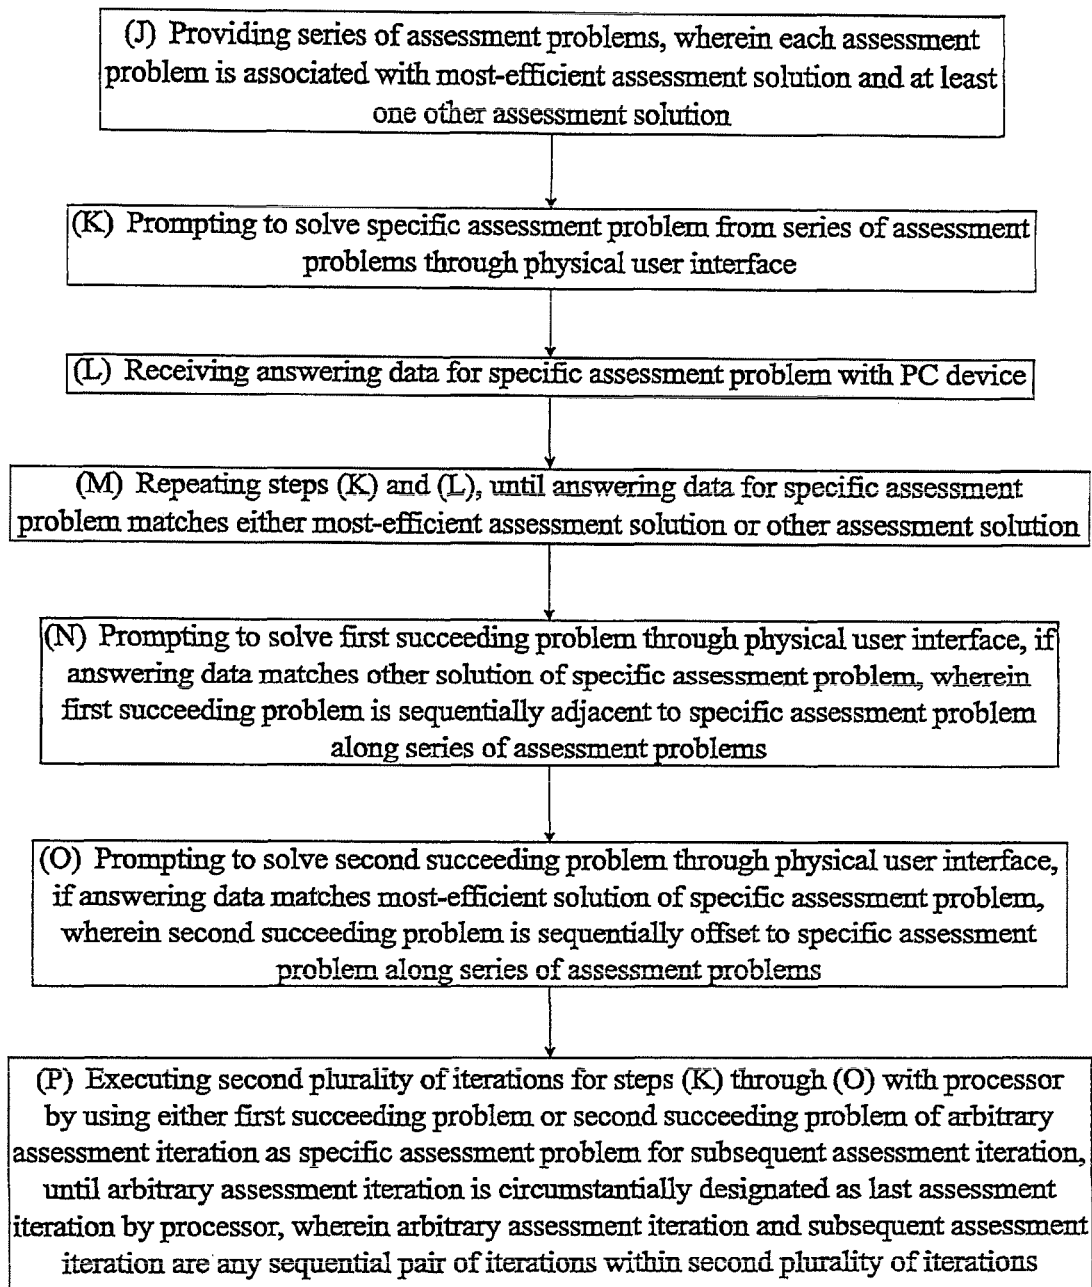 (J) Providing series of assessment problems, wherein each assessment
problem is associated with most-efficient assessment solution and at least
one other assessment solution
(K) Prompting to solve specific assessment problem from series of assessment
problems through physical user interface
(L) Receiving answering data for specific assessment problem with PC device
(M) Repeating steps (K) and (L), until answering data for specific assessment
problem matches either most-efficient assessment solution or other assessment solution
(N) Prompting to solve first succeeding problem through physical user interface, if
answering data matches other solution of specific assessment problem, wherein
first succeeding problem is sequentially adjacent to specific assessment problem
along series of assessment problems
(O) Prompting to solve second succeeding problem through physical user interface,
if answering data matches most-efficient solution of specific assessment problem,
wherein second succeeding problem is sequentially offset to specific assessment
problem along series of assessment problems
(P) Executing second plurality of iterations for steps (K) through (O) with processor
by using either first succeeding problem or second succeeding problem of arbitrary
assessment iteration as specific assessment problem for subsequent assessment iteration,
until arbitrary assessment iteration is circumstantially designated as last assessment
iteration by processor, wherein arbitrary assessment iteration and subsequent assessment
iteration are any sequential pair of iterations within second plurality of iterations